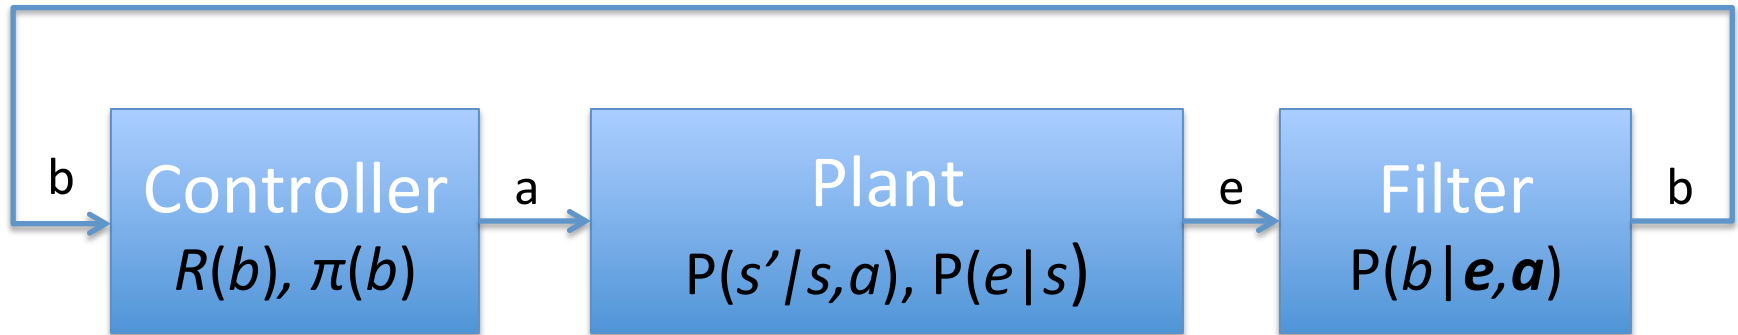 b
Controller
R(b), π(b)
a
Plant
P(s’|s,a), P(e|s)
e
Filter
P(b|e,a)
b